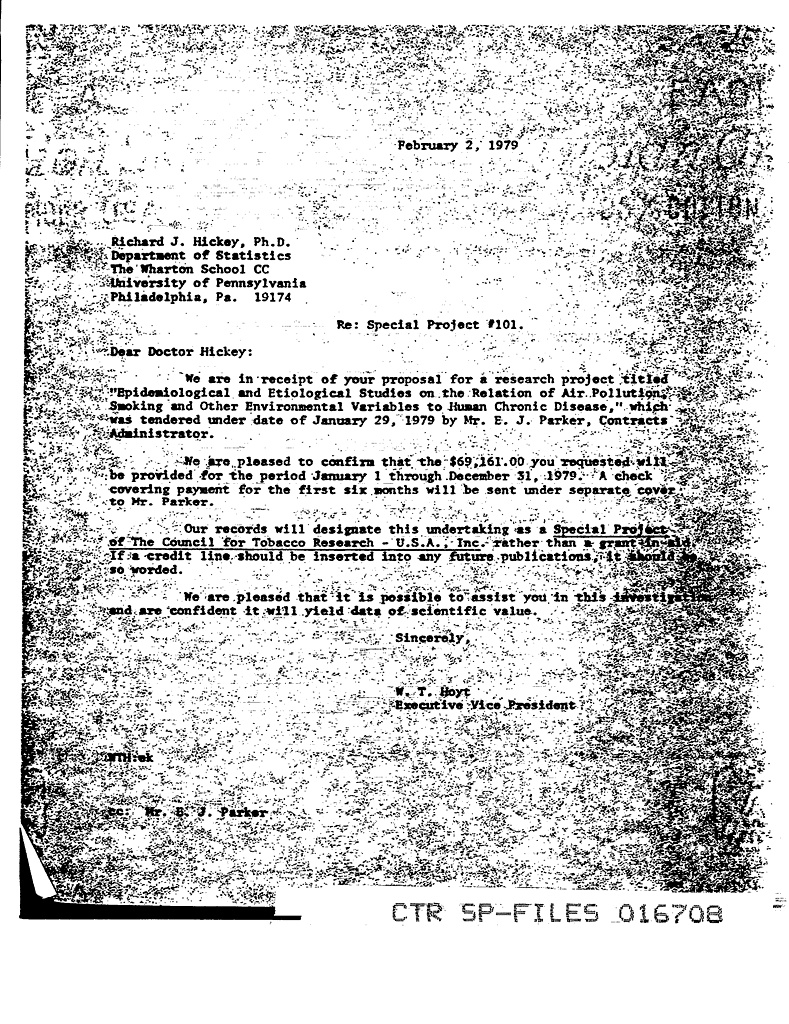 February 2, 1979
Richard J. Hickey, Ph.D.
Department of Statistics
The Wharton School CC
University of Pennsylvania
Philadelphia, Pa. 19174
Re: Special Project #101.
Dear Doctor Hickey:
We are in receipt of your proposal for a research project titled
"Epidemiological and Etiological Studies on the Relation of Air Pollution,
Smoking and Other Environmental Variables to Human Chronic Disease," which
was tendered under date of January 29, 1979 by Mr. E. J. Parker, Contracts
Administrator.
We are pleased to confirm that the $69,161.00 you requested will
be provided for the period January 1 through December 31, 1979. A check
covering payment for the first six months will be sent under separate cover
to Mr. Parker.
Our records will designate this undertaking as a Special Project
of The Council for Tobacco Research - U.S.A., Inc. rather than a grant-in-aid.
If a credit line should be inserted into any future publications, it should be
so worded.
We are pleased that it is possible to assist you in this investigation
and are confident it will yield data of scientific value.
Sincerely,
W. T. Hoyt
Executive Vice President
WTH:ek
cc: Mr. E. J. Parker
CTR SP-FILES 016708